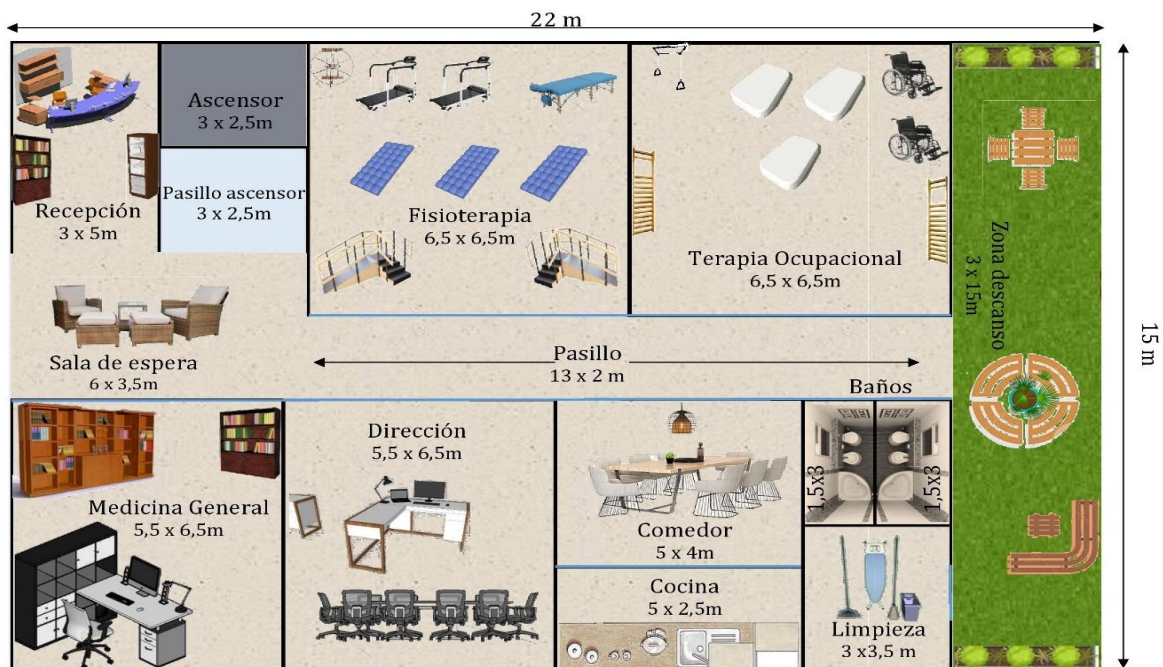 22 m
Ascensor
3 x 2,5m
Pasillo ascensor
3 x 2,5m
Recepción
3 x 5m
Fisioterapia
6,5 x 6,5m
Terapia Ocupacional
6,5 x 6,5m
Zona descanso
3 x 15m
15 m
Sala de espera
6 x 3,5m
Pasillo
13 x 2 m
Baños
Medicina General
5,5 x 6,5m
Dirección
5,5 x 6,5m
Comedor
5 x 4m
1,5x3
1,5x3
Cocina
5 x 2,5m
Limpieza
3 x3,5 m